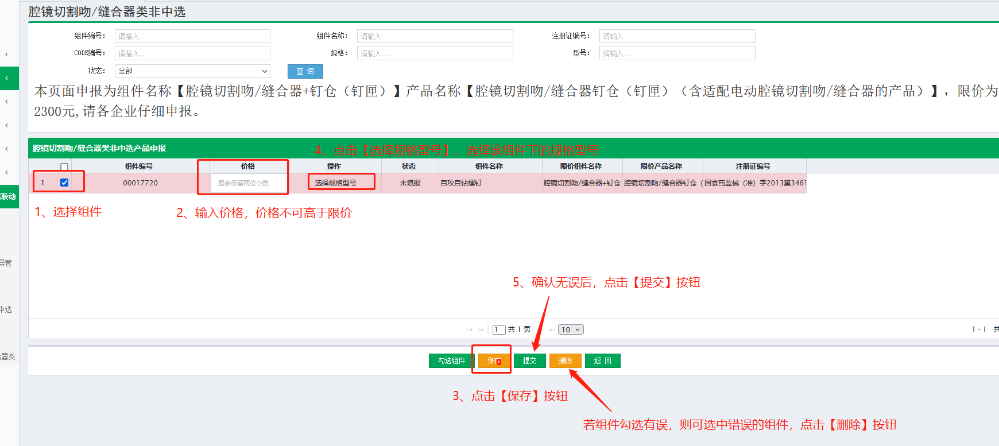 腔镜切割吻/缝合器类非中选
组件编号： 请输入... 组件名称： 请输入... 注册证编号： 请输入...
CODE编号： 请输入... 规格： 请输入... 型号： 请输入...
状态： 全部 查 询
本页面申报为组件名称【腔镜切割吻/缝合器+钉仓（钉匣）】产品名称【腔镜切割吻/缝合器钉仓（钉匣）（含适配电动腔镜切割吻/缝合器的产品）】，限价为
2300元,请各企业仔细申报。
腔镜切割吻/缝合器类非中选产品申报
4、点击【选择规格型号】，选择该组件下的规格型号
组件编号 价格 操作 状态 组件名称 限价组件名称 限价产品名称 注册证编号
1 00017720 最多保留两位小数 选择规格型号 未填报 自攻自钻螺钉 腔镜切割吻/缝合器+钉仓 腔镜切割吻/缝合器钉仓（ 国食药监械（准）字2013第3461
联动
1、选择组件
2、输入价格，价格不可高于限价
导管
5、确认无误后，点击【提交】按钮
中选
1 共 1 页 10 1 - 1 共
器类
勾选组件 保存 提交 删除 返 回
3、点击【保存】按钮
若组件勾选有误，则可选中错误的组件，点击【删除】按钮